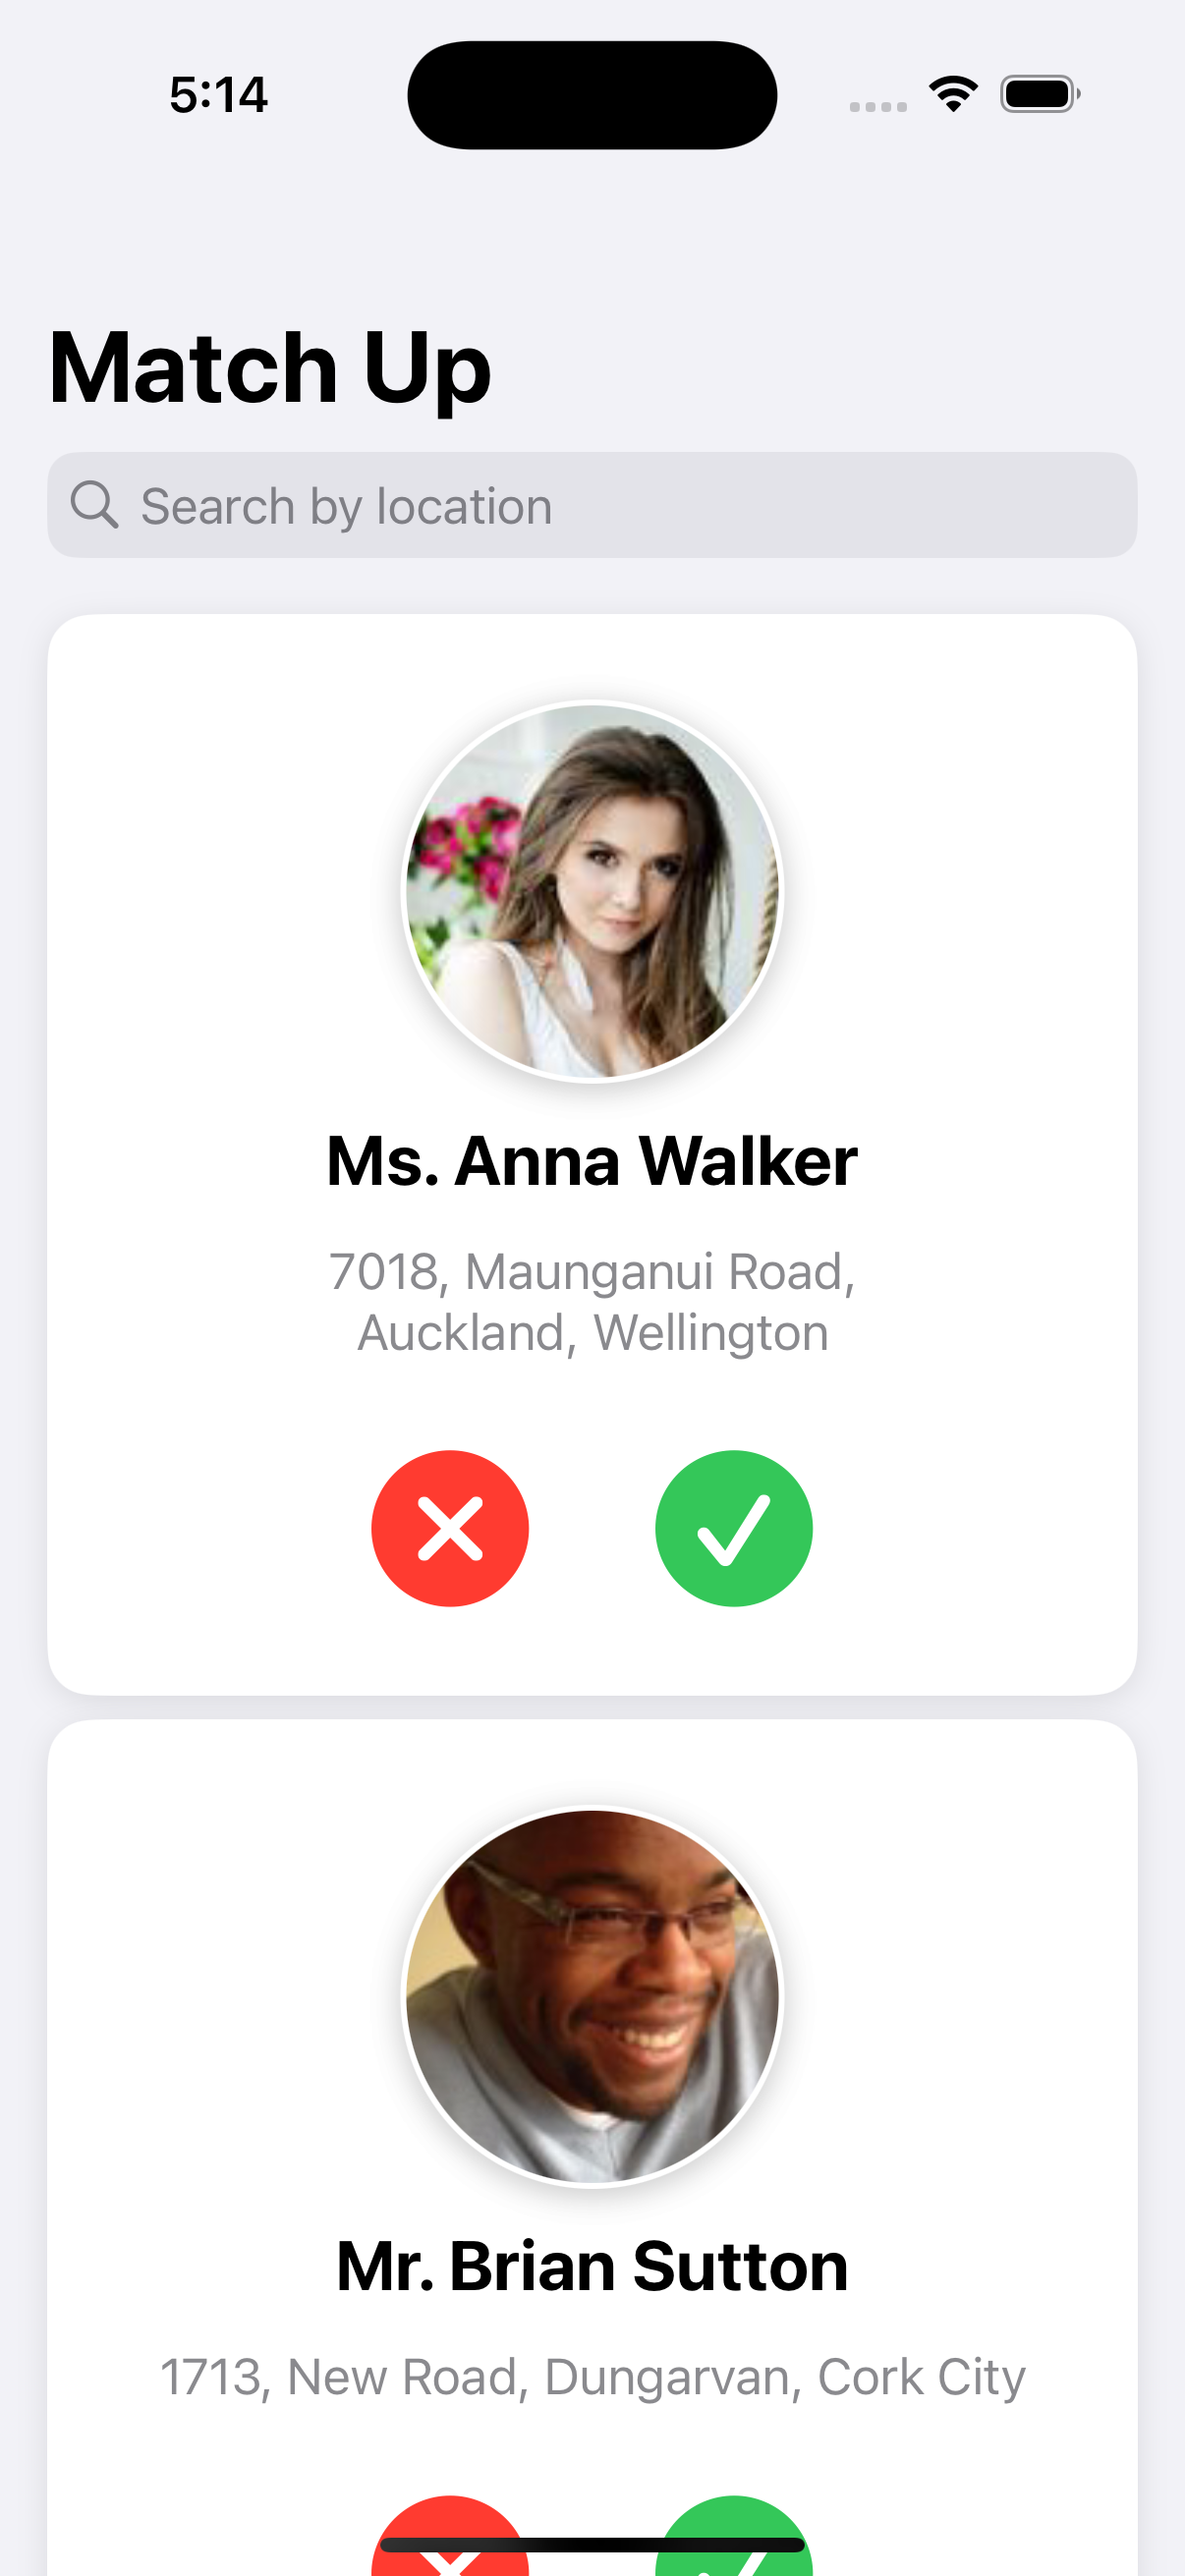 5:14
Match Up
Search by location
Ms. Anna Walker
7018, Maunganui Road,
Auckland, Wellington
Mr. Brian Sutton
1713, New Road, Dungarvan, Cork City